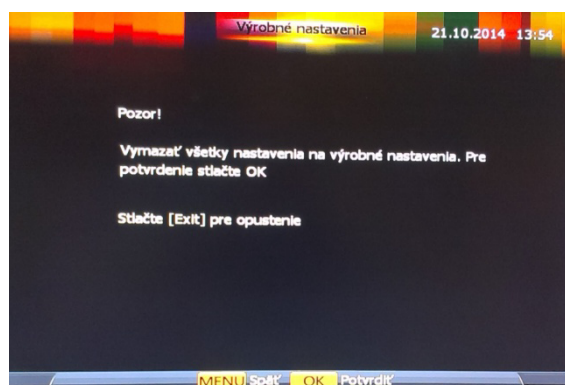 Výrobné nastavenia
21.10.2014 13:54
Pozor!
Vymazať všetky nastavenia na výrobné nastavenia. Pre
potvrdenie stlačte OK
Stlačte [Exit] pre opustenie
MENU Späť OK Potvrdiť